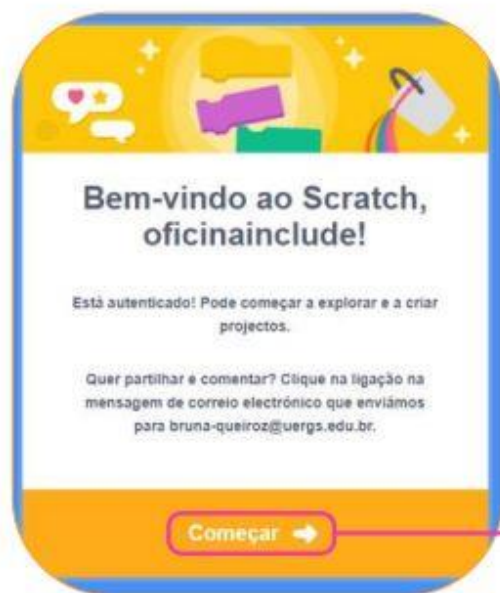 Bem-vindo ao Scratch,
oficinainclude!
Está autenticado! Pode começar a explorar e a criar
projectos.
Quer partilhar e comentar? Clique na ligação na
mensagem de correio electrónico que enviámos
para bruna-queiroz@uergs.edu.br.
Começar